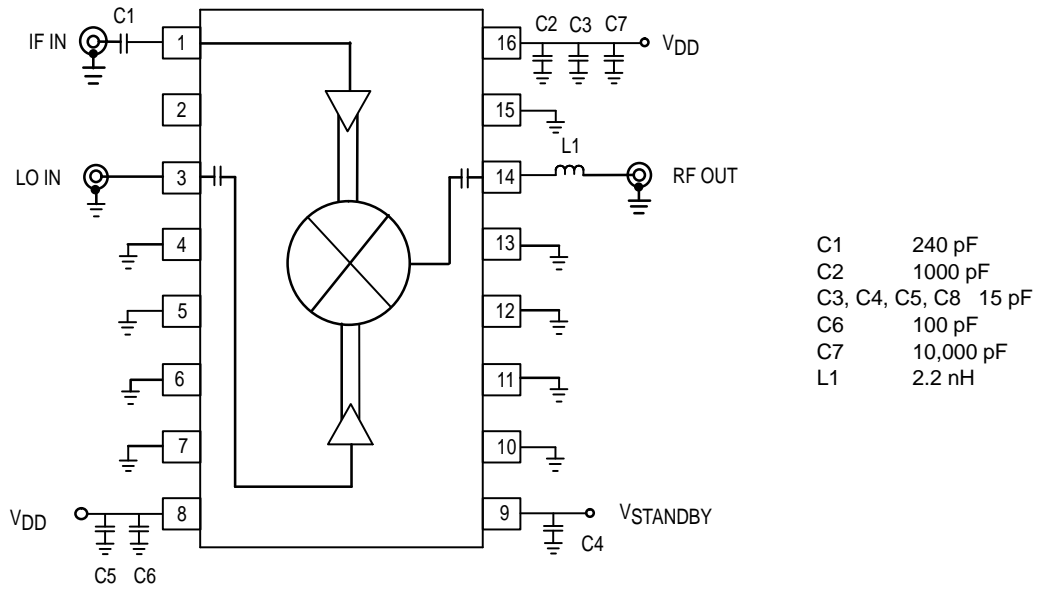 C1
IF IN
1
16
C2 C3 C7
VDD
2
15
L1
LO IN
3
14
RF OUT
4
13
5
12
6
11
7
10
VDD
8
9
VSTANDBY
C4
C5 C6
C1 240 pF
C2 1000 pF
C3, C4, C5, C8 15 pF
C6 100 pF
C7 10,000 pF
L1 2.2 nH